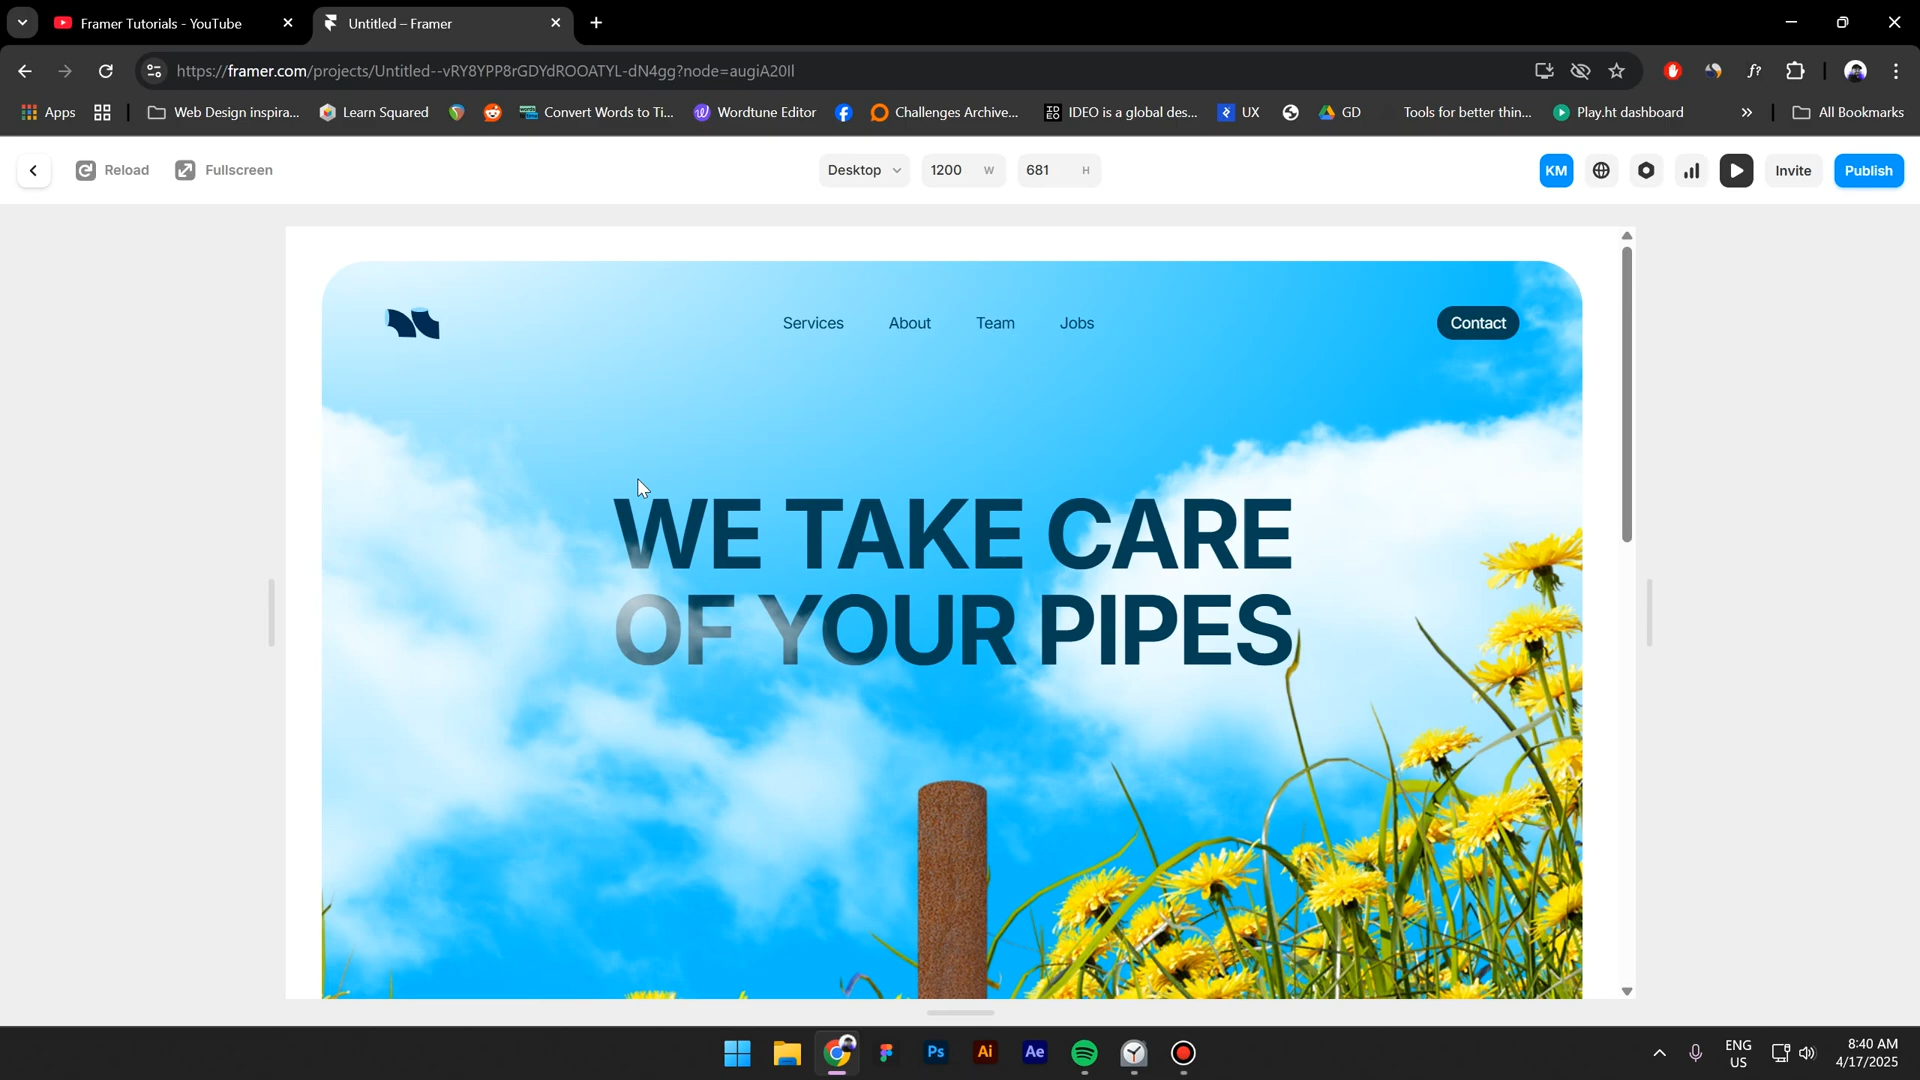 Framer Tutorials - YouTube
Untitled – Framer
https://framer.com/projects/Untitled--vRY8YPP8rGDYdROOATYL-dN4gg?node=augiA20Il
Apps
Web Design inspira...
Learn Squared
Convert Words to Ti...
Wordtune Editor
Challenges Archive...
IDEO is a global des...
UX
GD
Tools for better thin...
Play.ht dashboard
All Bookmarks
Reload
Fullscreen
Desktop
1200 W
681 H
KM
Invite
Publish
Services
About
Team
Jobs
Contact
WE TAKE CARE
OF YOUR PIPES
Ps
Ai
Ae
ENG
US
8:40 AM
4/17/2025